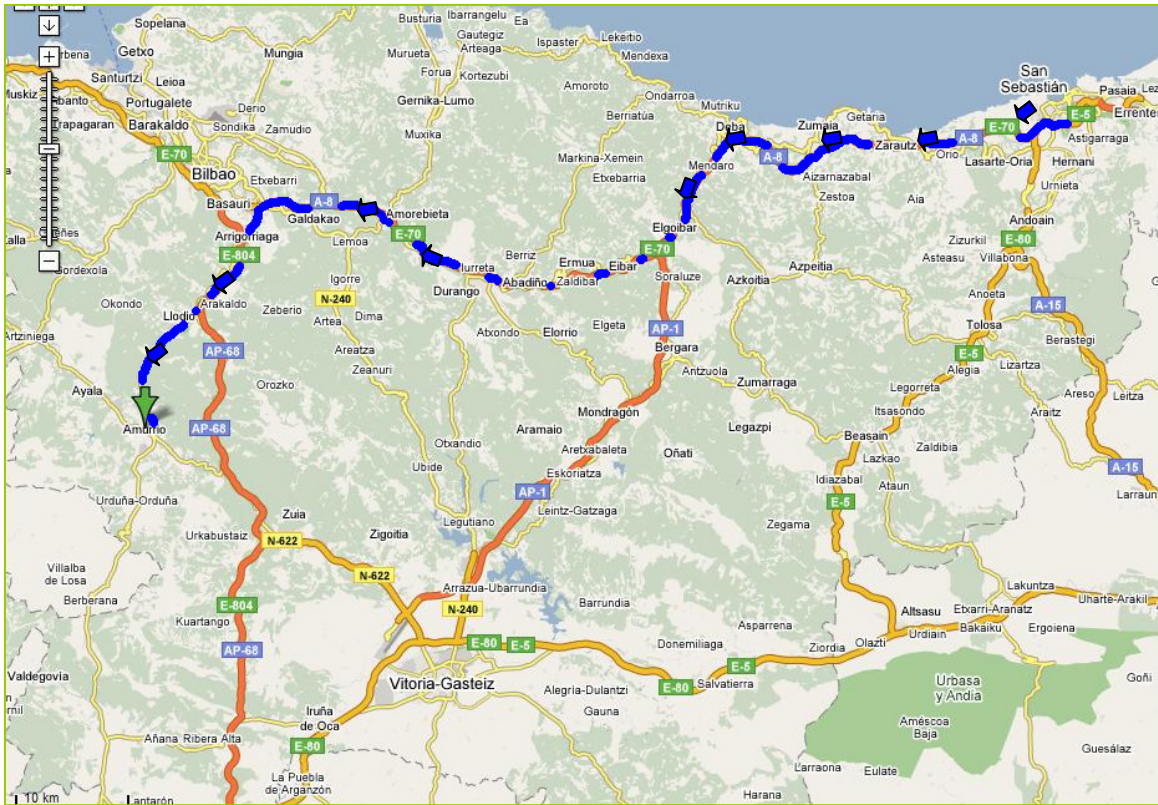 Sopelana
Busturia
Ibarrangelu
Ea
Gautegiz
Arteaga
Ispaster
Lekeitio
Mendexa
Getxo
Mungia
Murueta
Forua
Kortezubi
Amoroto
Ondarroa
San
Sebastián
Pasaia
Santurtzi
Leioa
Muskiz
Portugalete
Derio
Gernika-Lumo
Berriatúa
Mutriku
Deba
Zumaia
Getaria
E-70
E-5
Errenteri
Barakaldo
Sondika
Zamudio
Muxika
Markina-Xemein
A-8
Zarautz
Orio
A-8
Lasarte-Oria
Astigarraga
Hernani
E-70
Bilbao
Etxebarri
Etxebarria
Mendaro
Aizarnazabal
Zestoa
Aia
Urnieta
Basauri
A-8
Galdakao
Amorebieta
Andoain
Arrigorriaga
E-804
Lemoa
E-70
Elgoibar
E-70
Zizurkil
E-80
Villabona
Asteasu
Iurreta
Berriz
Ermua
Eibar
Zaldibar
Abadiño
Durango
Soraluze
Azkoitia
Azpeitia
Gordexola
Okondo
Arakaldo
Zeberio
Igorre
N-240
Dima
Artea
Anoeta
A-15
Tolosa
Llodio
Artziniega
Atxondo
Elorrio
Elgeta
AP-1
Bergara
Berastegi
AP-68
Areatza
Zeanuri
Antzuola
Zumarraga
E-5
Alegia
Lizartza
Ayala
Orozko
Legorreta
Areso
Leitza
Itsasondo
Araitz
Amurrio
AP-68
Otxandio
Aramaio
Mondragón
Aretxabaleta
Legazpi
Beasain
Zaldibia
Oñati
Lazkao
Ubide
Eskoriatza
Idiazabal
Ataun
A-15
Larraun
Urduña-Orduña
AP-1
E-5
Zuia
Legutiano
Leintz-Gatzaga
Zegama
Urkabustaiz
N-622
Zigoitia
Villalba
de Losa
N-622
Arrazua-Ubarrundia
Lakuntza
Berberana
E-804
N-240
Barrundia
Altsasu
Etxarri-Aranatz
Uharte-Arakil
Kuartango
Asparrena
Urdiain
Bakaiku
Ergoiena
AP-68
E-80
E-5
Donemiliaga
Ziordia
Olazti
Valdegovía
Vitoria-Gasteiz
E-5
E-80
Salvatierra
Urbasa
y Andia
Goñi
Alegría-Dulantzi
Gauna
Iruña
de Oca
Améscoa
Baja
Añana
Ribera Alta
E-80
Guesálaz
La Puebla
de Arganzón
Larraona
Eulate
Harana
10 km
Lantarón